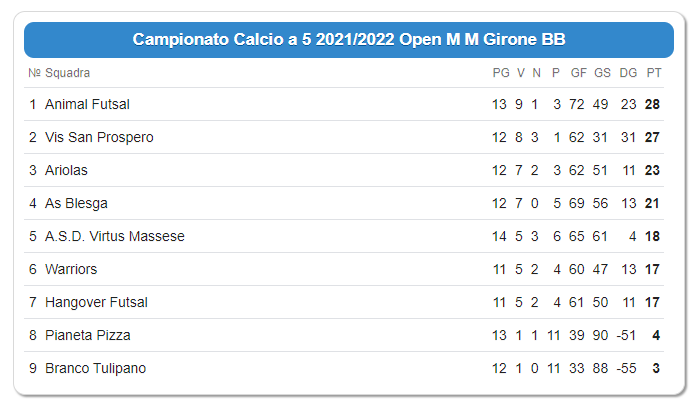 Campionato Calcio a 5 2021/2022 Open M M Girone BB
№ Squadra PG V N P GF GS DG PT
1 Animal Futsal 13 9 1 3 72 49 23 28
2 Vis San Prospero 12 8 3 1 62 31 31 27
3 Ariolas 12 7 2 3 62 51 11 23
4 As Blesga 12 7 0 5 69 56 13 21
5 A.S.D. Virtus Massese 14 5 3 6 65 61 4 18
6 Warriors 11 5 2 4 60 47 13 17
7 Hangover Futsal 11 5 2 4 61 50 11 17
8 Pianeta Pizza 13 1 1 11 39 90 -51 4
9 Branco Tulipano 12 1 0 11 33 88 -55 3